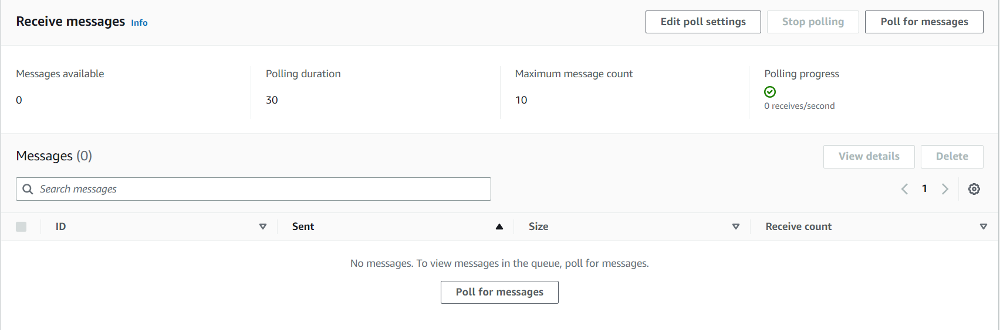 Receive messages Info
Edit poll settings Stop polling Poll for messages
Messages available Polling duration Maximum message count Polling progress
0 30 10
0 receives/second
Messages (0)
View details Delete
Search messages
1
ID Sent Size Receive count
No messages. To view messages in the queue, poll for messages.
Poll for messages